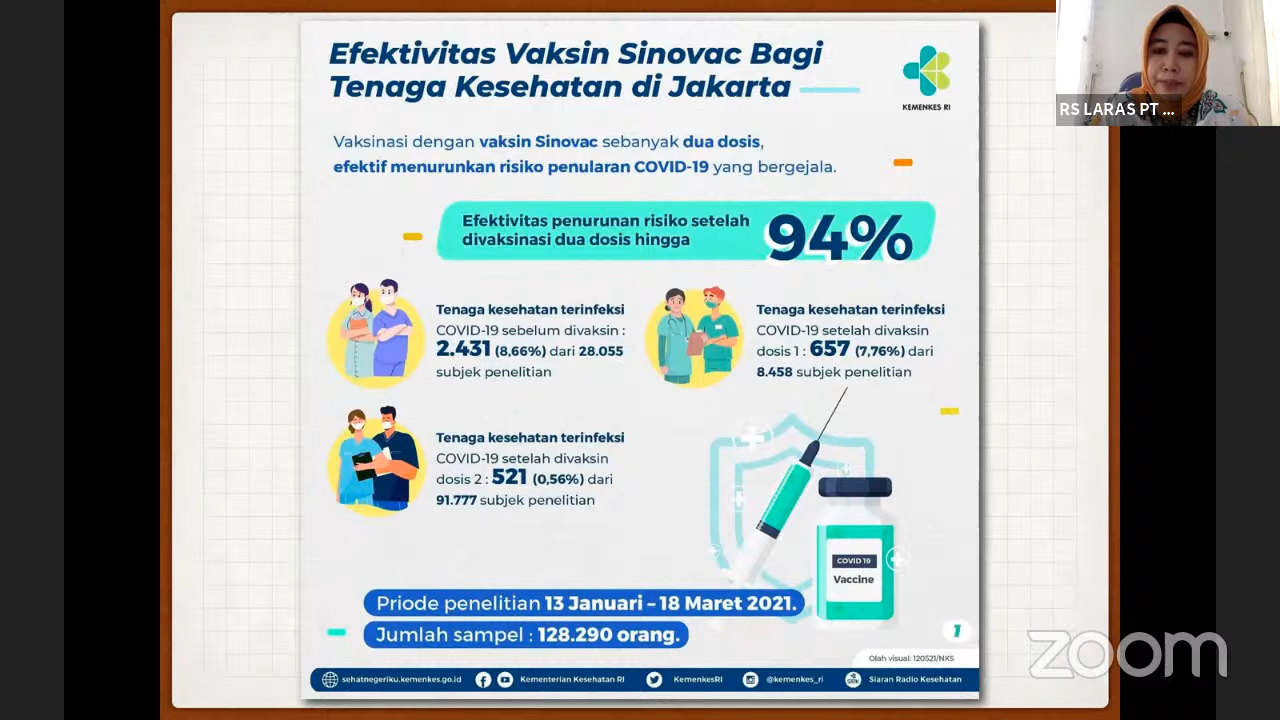 Efektivitas Vaksin Sinovac Bagi
Tenaga Kesehatan di Jakarta
KEMENKES RI
RS LARAS PT ...
Vaksinasi dengan vaksin Sinovac sebanyak dua dosis,
efektif menurunkan risiko penularan COVID-19 yang bergejala.
Efektivitas penurunan risiko setelah
divaksinasi dua dosis hingga
94%
Tenaga kesehatan terinfeksi
COVID-19 sebelum divaksin :
2.431 (8,66%) dari 28.055
subjek penelitian
Tenaga kesehatan terinfeksi
COVID-19 setelah divaksin
dosis 1 : 657 (7,76%) dari
8.458 subjek penelitian
Tenaga kesehatan terinfeksi
COVID-19 setelah divaksin
dosis 2 : 521 (0,56%) dari
91.777 subjek penelitian
COVID 19
Vaccine
Priode penelitian 13 Januari – 18 Maret 2021.
Jumlah sampel : 128.290 orang.
1
Olah visual: 120521/NXS
sehatnegeriku.kemenkes.go.id
Kementerian Kesehatan RI
KemenkesRI
@kemenkes_ri
Siaran Radio Kesehatan
zoom